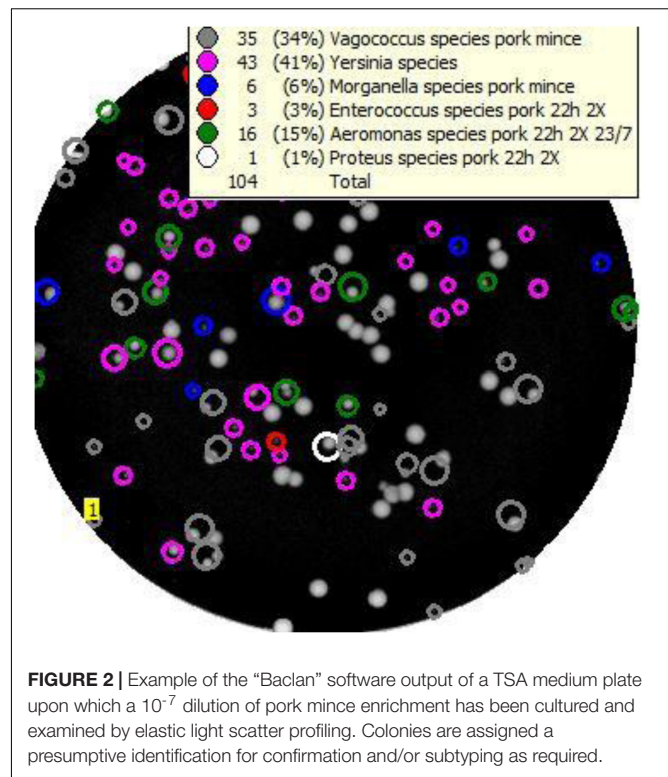 35 (34%) Vagococcus species pork mince
43 (41%) Yersinia species
6 (6%) Morganella species pork mince
3 (3%) Enterococcus species pork 22h 2X
16 (15%) Aeromonas species pork 22h 2X 23/7
1 (1%) Proteus species pork 22h 2X
104 Total
1
FIGURE 2 | Example of the “Baclan” software output of a TSA medium plate
upon which a 10⁻⁷ dilution of pork mince enrichment has been cultured and
examined by elastic light scatter profiling. Colonies are assigned a
presumptive identification for confirmation and/or subtyping as required.